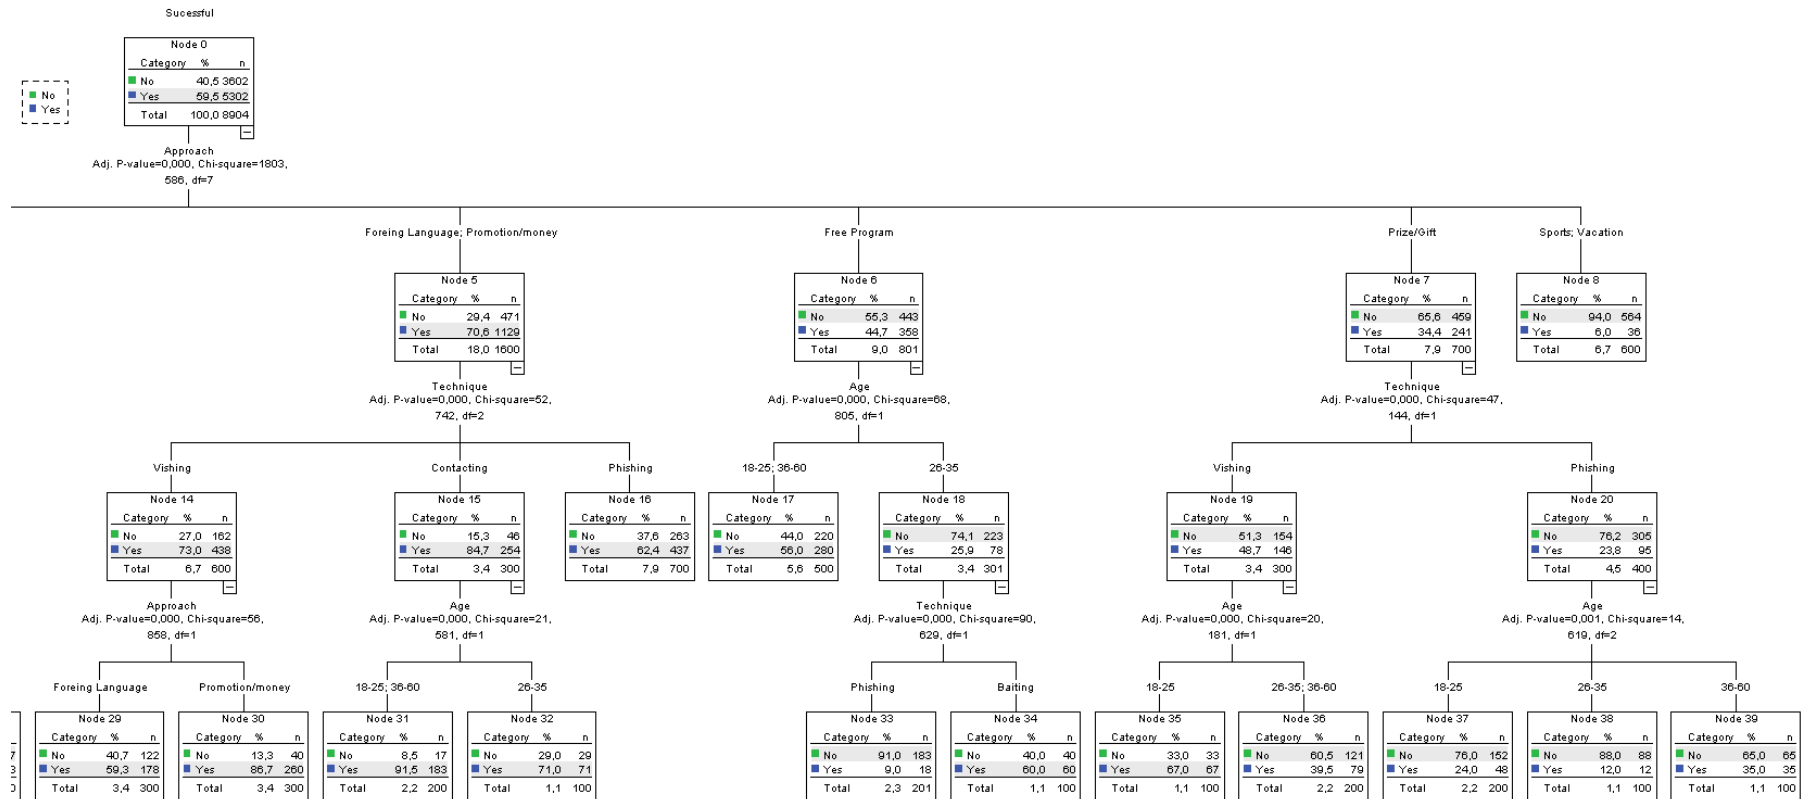 Sucessful
Node 0
Category % n
No 40,5 3602
Yes 59,5 5302
Total 100,0 8904
No
Yes
Approach
Adj. P-value=0,000, Chi-square=1803,
586, df=7
Foreing Language; Promotion/money
Free Program
Prize/Gift
Sports; Vacation
Node 5
Category % n
No 29,4 471
Yes 70,6 1129
Total 18,0 1600
Node 6
Category % n
No 55,3 443
Yes 44,7 358
Total 9,0 801
Node 7
Category % n
No 65,6 459
Yes 34,4 241
Total 7,9 700
Node 8
Category % n
No 94,0 564
Yes 6,0 36
Total 6,7 600
Technique
Adj. P-value=0,000, Chi-square=52,
742, df=2
Age
Adj. P-value=0,000, Chi-square=68,
805, df=1
Technique
Adj. P-value=0,000, Chi-square=47,
144, df=1
Vishing
Contacting
Phishing
18-25; 36-60
26-35
Vishing
Phishing
Node 14
Category % n
No 27,0 162
Yes 73,0 438
Total 6,7 600
Node 15
Category % n
No 15,3 46
Yes 84,7 254
Total 3,4 300
Node 16
Category % n
No 37,6 263
Yes 62,4 437
Total 7,9 700
Node 17
Category % n
No 44,0 220
Yes 56,0 280
Total 5,6 500
Node 18
Category % n
No 74,1 223
Yes 25,9 78
Total 3,4 301
Node 19
Category % n
No 51,3 154
Yes 48,7 146
Total 3,4 300
Node 20
Category % n
No 76,2 305
Yes 23,8 95
Total 4,5 400
Approach
Adj. P-value=0,000, Chi-square=56,
858, df=1
Age
Adj. P-value=0,000, Chi-square=21,
581, df=1
Technique
Adj. P-value=0,000, Chi-square=90,
629, df=1
Age
Adj. P-value=0,000, Chi-square=20,
181, df=1
Age
Adj. P-value=0,001, Chi-square=14,
619, df=2
Foreing Language
Promotion/money
18-25; 36-60
26-35
Phishing
Baiting
18-25
26-35; 36-60
18-25
26-35
36-60
Node 29
Category % n
No 40,7 122
Yes 59,3 178
Total 3,4 300
Node 30
Category % n
No 13,3 40
Yes 86,7 260
Total 3,4 300
Node 31
Category % n
No 8,5 17
Yes 91,5 183
Total 2,2 200
Node 32
Category % n
No 29,0 29
Yes 71,0 71
Total 1,1 100
Node 33
Category % n
No 91,0 183
Yes 9,0 18
Total 2,3 201
Node 34
Category % n
No 40,0 40
Yes 60,0 60
Total 1,1 100
Node 35
Category % n
No 33,0 33
Yes 67,0 67
Total 1,1 100
Node 36
Category % n
No 60,5 121
Yes 39,5 79
Total 2,2 200
Node 37
Category % n
No 76,0 152
Yes 24,0 48
Total 2,2 200
Node 38
Category % n
No 88,0 88
Yes 12,0 12
Total 1,1 100
Node 39
Category % n
No 65,0 65
Yes 35,0 35
Total 1,1 100